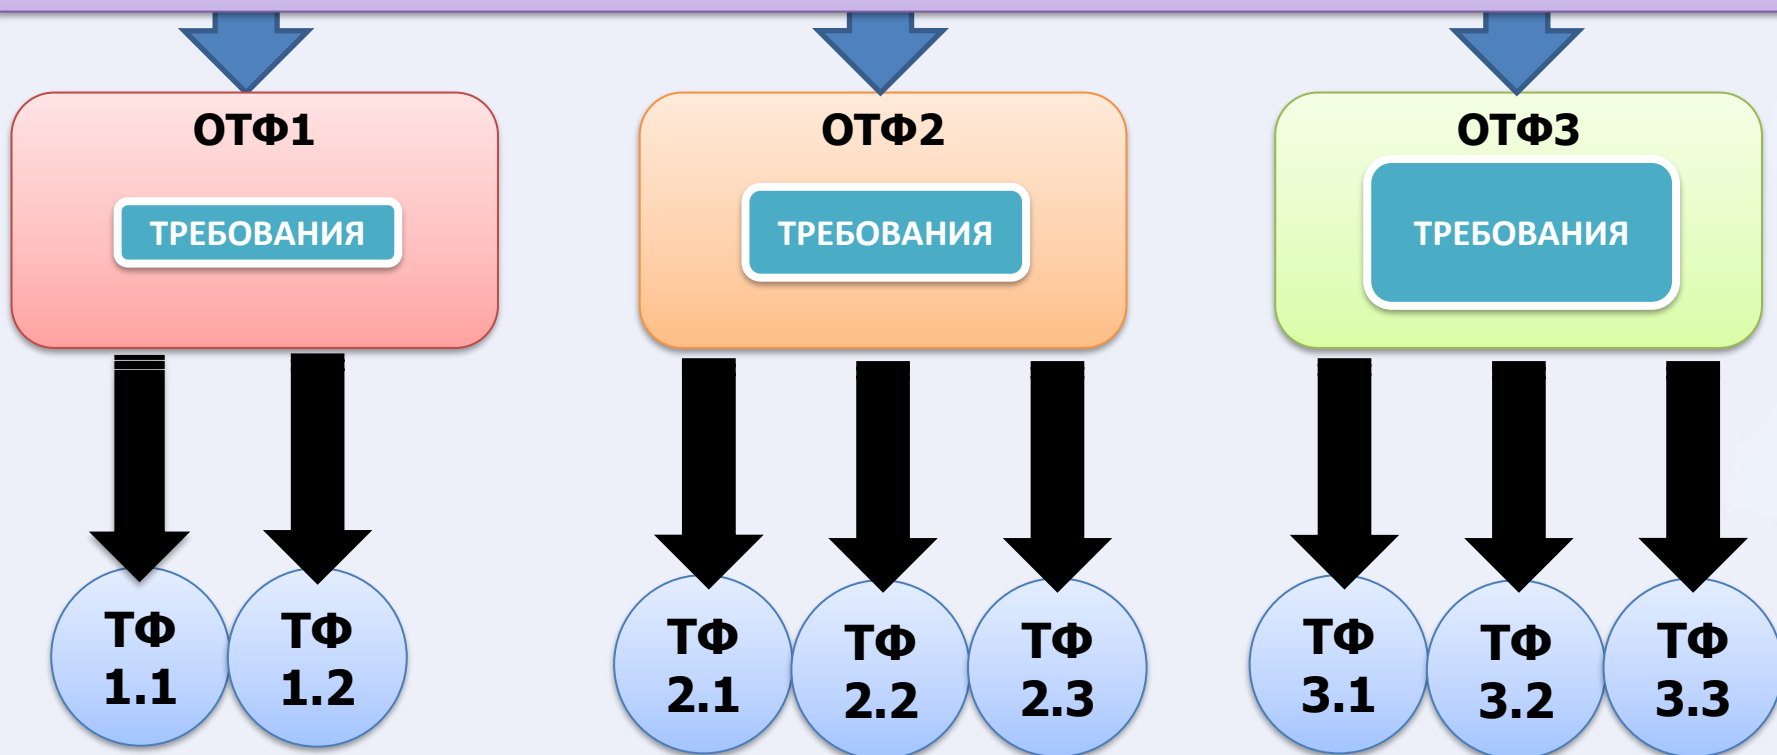 ОТФ1
ОТФ2
ОТФ3
ТРЕБОВАНИЯ
ТРЕБОВАНИЯ
ТРЕБОВАНИЯ
ТФ
1.1
ТФ
1.2
ТФ
2.1
ТФ
2.2
ТФ
2.3
ТФ
3.1
ТФ
3.2
ТФ
3.3